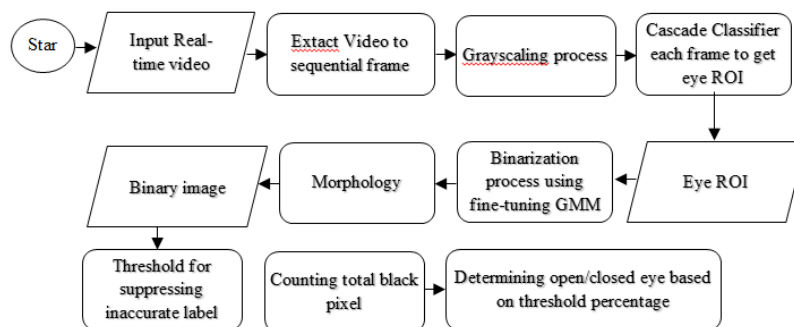 Star
Input Real-
time video
Extact Video to
sequential frame
Grayscaling process
Cascade Classifier
each frame to get
eye ROI
Eye ROI
Binarization
process using
fine-tuning GMM
Morphology
Binary image
Threshold for
suppressing
inaccurate label
Counting total black
pixel
Determining open/closed eye based
on threshold percentage